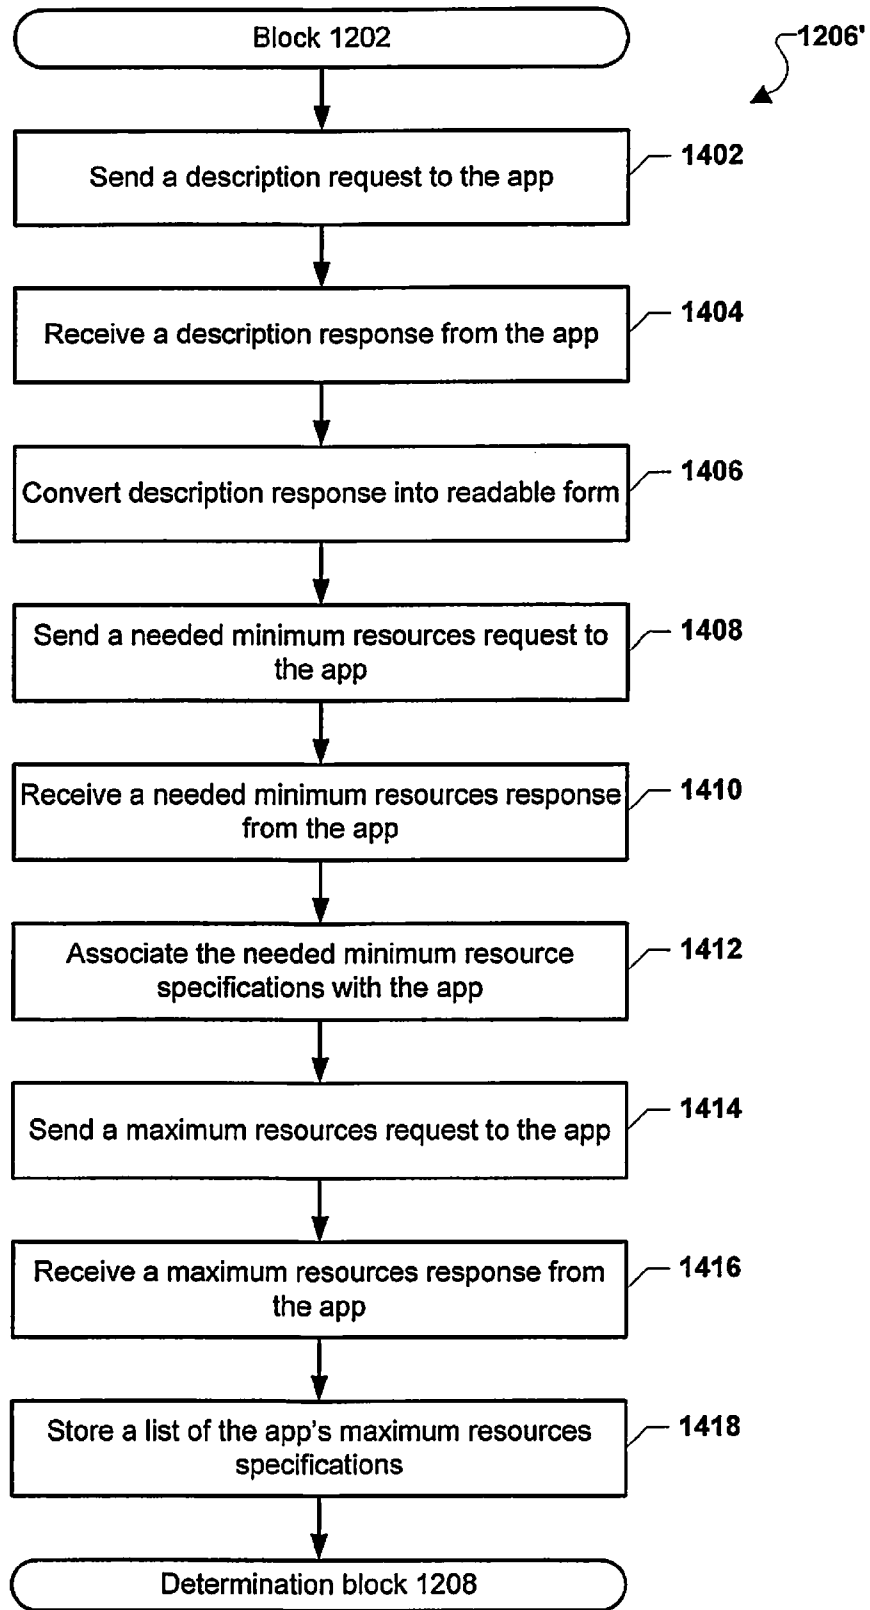 Block 1202
1206'
Send a description request to the app
1402
Receive a description response from the app
1404
Convert description response into readable form
1406
Send a needed minimum resources request to
the app
1408
Receive a needed minimum resources response
from the app
1410
Associate the needed minimum resource
specifications with the app
1412
Send a maximum resources request to the app
1414
Receive a maximum resources response from
the app
1416
Store a list of the app's maximum resources
specifications
1418
Determination block 1208